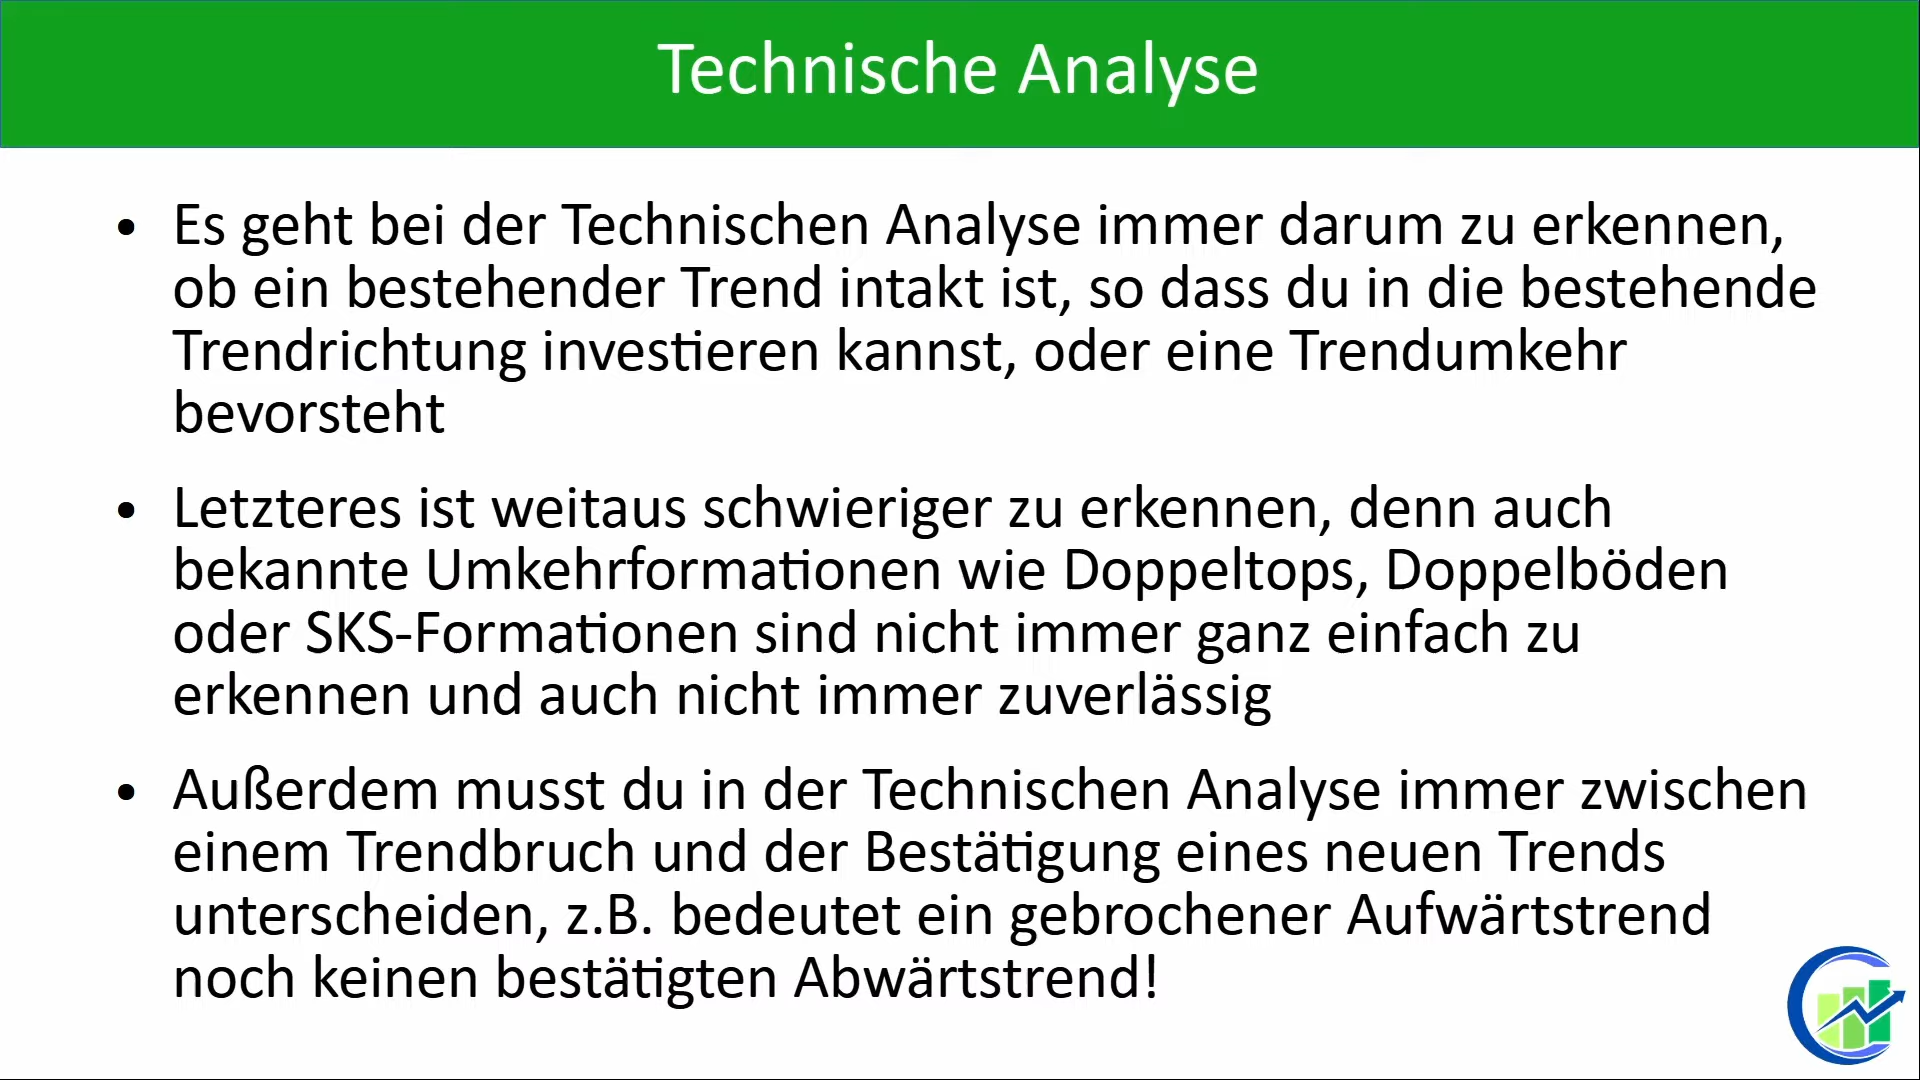 Technische Analyse
• Es geht bei der Technischen Analyse immer darum zu erkennen,
ob ein bestehender Trend intakt ist, so dass du in die bestehende
Trendrichtung investieren kannst, oder eine Trendumkehr
bevorsteht
• Letzteres ist weitaus schwieriger zu erkennen, denn auch
bekannte Umkehrformationen wie Doppeltops, Doppelböden
oder SKS-Formationen sind nicht immer ganz einfach zu
erkennen und auch nicht immer zuverlässig
• Außerdem musst du in der Technischen Analyse immer zwischen
einem Trendbruch und der Bestätigung eines neuen Trends
unterscheiden, z.B. bedeutet ein gebrochener Aufwärtstrend
noch keinen bestätigten Abwärtstrend!